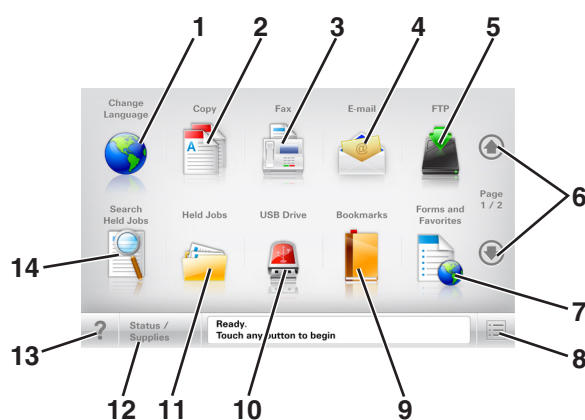 1 2 3 4 5
Change Language
Copy
Fax
E-mail
FTP
A
@
6
Page
1 / 2
Search Held Jobs
Held Jobs
USB Drive
Bookmarks
Forms and Favorites
14
7
?
Status / Supplies
Ready.
Touch any button to begin
13
8
12 11 10 9